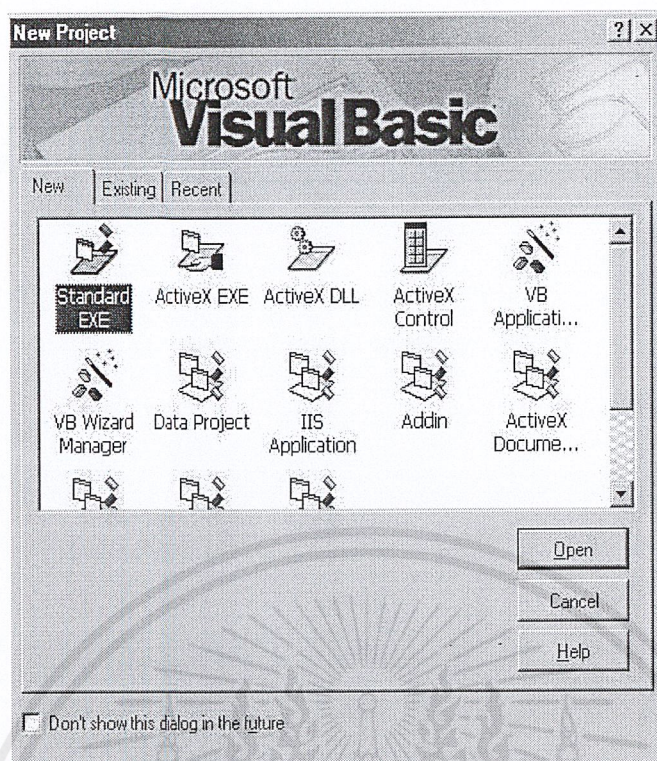 New Project
? ×
Microsoft
Visual Basic
New Existing Recent
Standard EXE
ActiveX EXE
ActiveX DLL
ActiveX Control
VB Applicati...
VB Wizard Manager
Data Project
IIS Application
Addin
ActiveX Docume...
Open
Cancel
Help
Don't show this dialog in the future